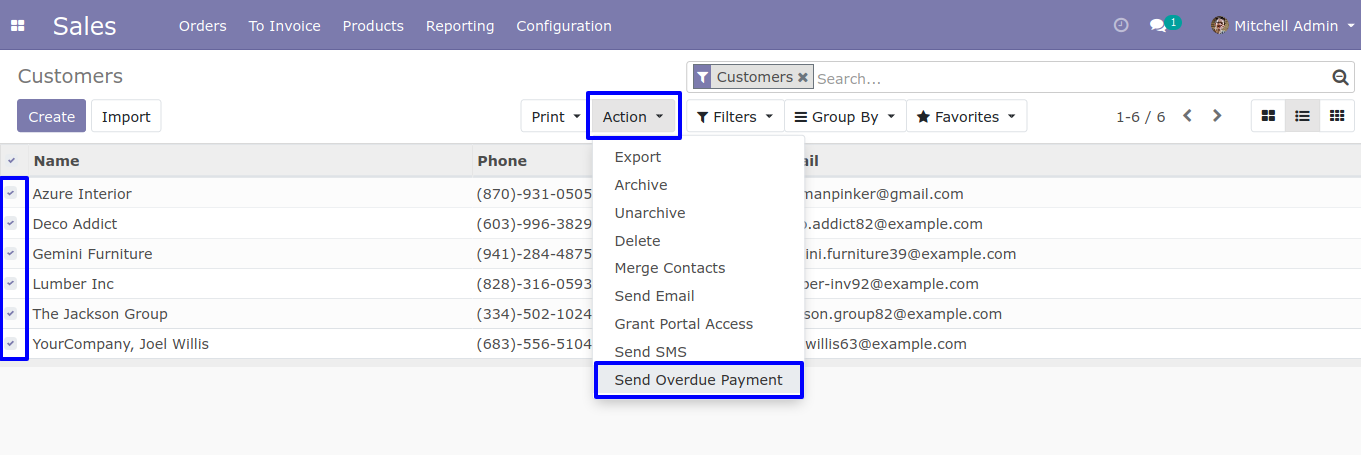 Sales Orders To Invoice Products Reporting Configuration 1 Mitchell Admin
Customers Customers Search...
Create Import Print Action Filters Group By Favorites 1-6 / 6
Name Phone ail
Azure Interior (870)-931-0505 manpinker@gmail.com
Deco Addict (603)-996-3829 o.addict82@example.com
Gemini Furniture (941)-284-4875 ini.furniture39@example.com
Lumber Inc (828)-316-0593 ber-inv92@example.com
The Jackson Group (334)-502-1024 son.group82@example.com
YourCompany, Joel Willis (683)-556-5104 willis63@example.com
Export
Archive
Unarchive
Delete
Merge Contacts
Send Email
Grant Portal Access
Send SMS
Send Overdue Payment